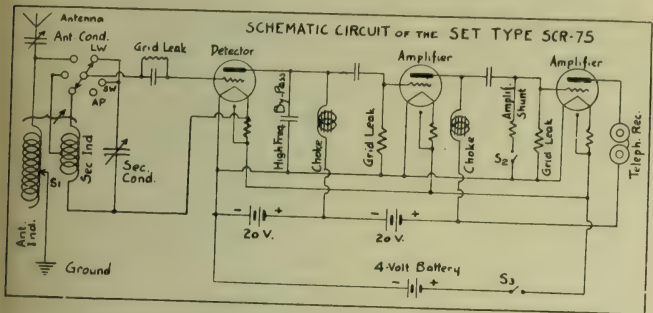 SCHEMATIC CIRCUIT OF THE SET TYPE SCR-75
Antenna
Ant Cond.
LW
SW
AP
Grid Leak
Detector
Amplifier
Amplifier
High Freq. By-Pass
Choke
Grid Leak
Choke
Amplif. Shunt
S2
Grid Leak
Teleph. Rec.
S1
Sec Ind
Sec. Cond.
Ant. Ind.
Ground
- +
20 V.
- +
20 V.
4-Volt Battery
- +
S3